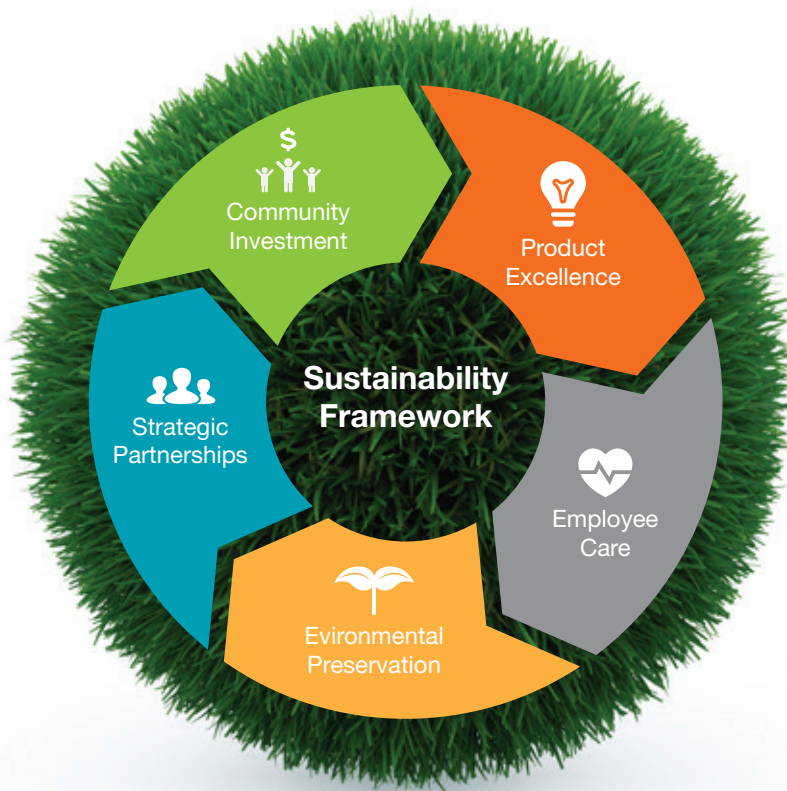 $
Community
Investment
Product
Excellence
Sustainability
Framework
Strategic
Partnerships
Employee
Care
Evironmental
Preservation